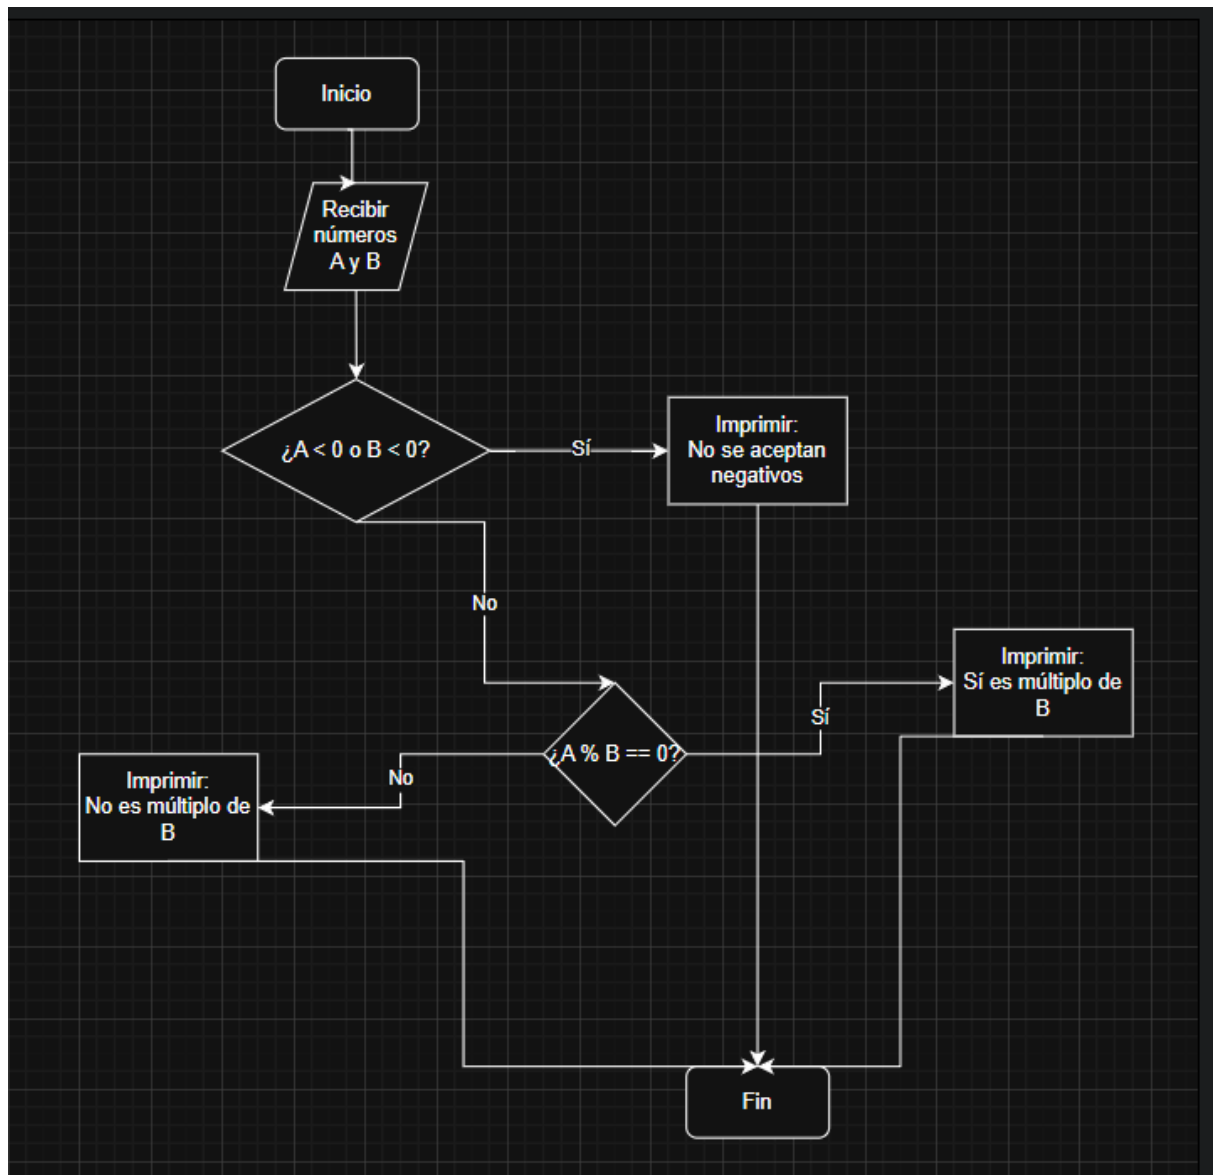 Inicio
Recibir
números
A y B
¿A < 0 o B < 0?
Sí
Imprimir:
No se aceptan
negativos
No
Imprimir:
Sí es múltiplo de
B
Sí
¿A % B == 0?
No
Imprimir:
No es múltiplo de
B
Fin